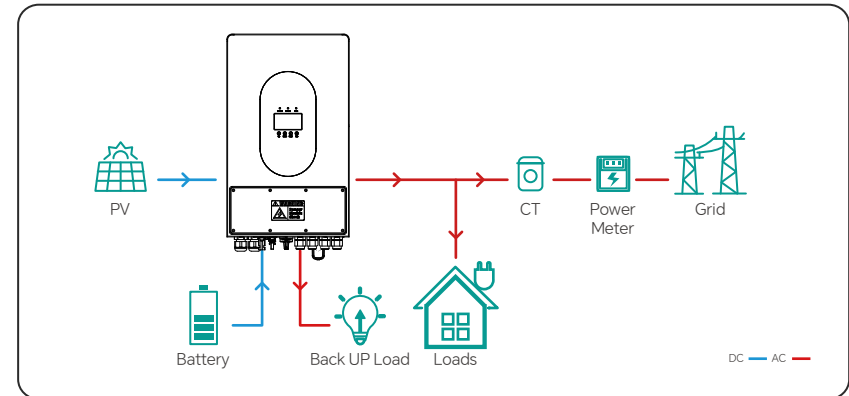 PV
CT
Power
Meter
Grid
Battery
Back UP Load
Loads
DC
AC